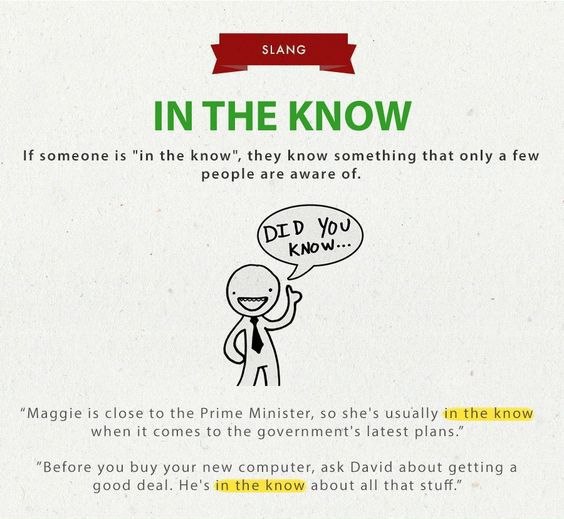 SLANG
IN THE KNOW
If someone is "in the know", they know something that only a few
people are aware of.
DID YOU
KNOW...
“Maggie is close to the Prime Minister, so she's usually in the know
when it comes to the government's latest plans.”
”Before you buy your new computer, ask David about getting a
good deal. He's in the know about all that stuff.”